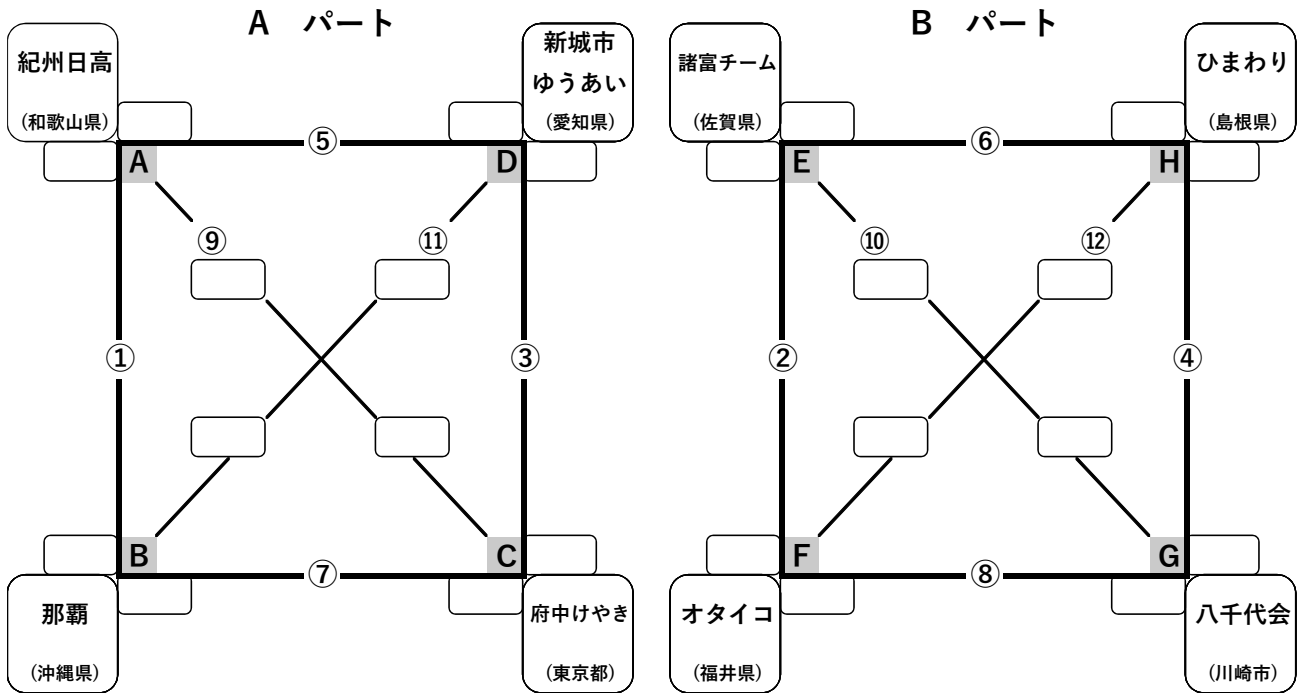 A パート
紀州日高
(和歌山県)
新城市
ゆうあい
(愛知県)
⑤
A
D
⑨
⑪
①
③
B
C
⑦
那覇
(沖縄県)
府中けやき
(東京都)
B パート
諸富チーム
(佐賀県)
ひまわり
(島根県)
⑥
E
H
⑩
⑫
②
④
F
G
⑧
オタイコ
(福井県)
八千代会
(川崎市)